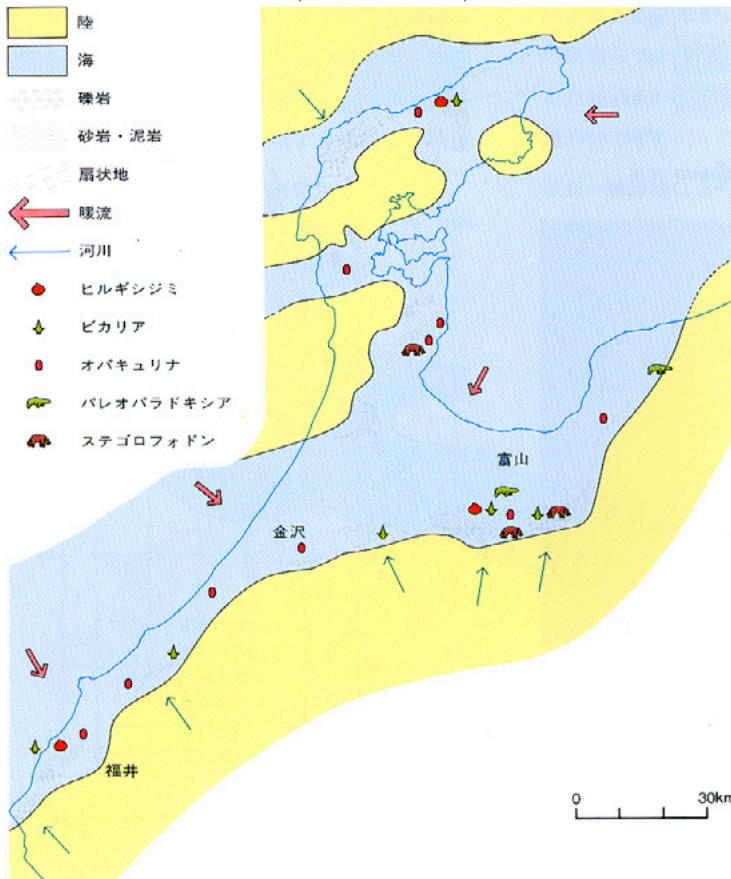 陸
海
礫岩
砂岩・泥岩
扇状地
暖流
河川
ヒルギシジミ
ビカリア
オパキュリナ
パレオパラドキシア
ステゴロフォドン
富山
金沢
福井
0 30km